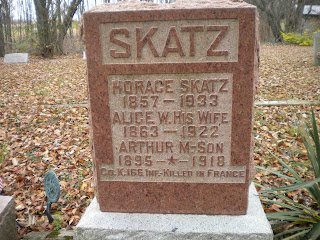 SKATZ
HORACE SKATZ
1857 – 1933
ALICE W. HIS WIFE
1863 – 1922
ARTHUR M – SON
1895 – ★ – 1918
CO. K. 166 INF. – KILLED IN FRANCE